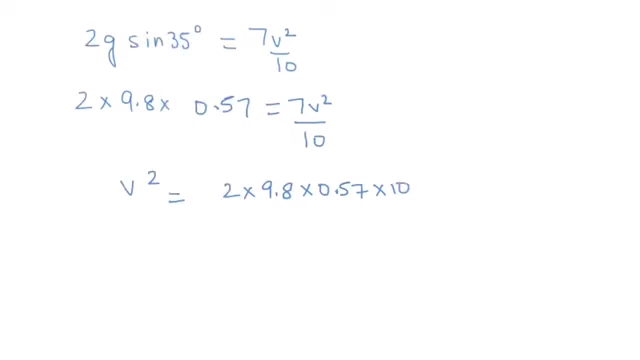 2g sin35° = 7v²/10
2 × 9.8 × 0.57 = 7v²/10
v² = 2 × 9.8 × 0.57 × 10